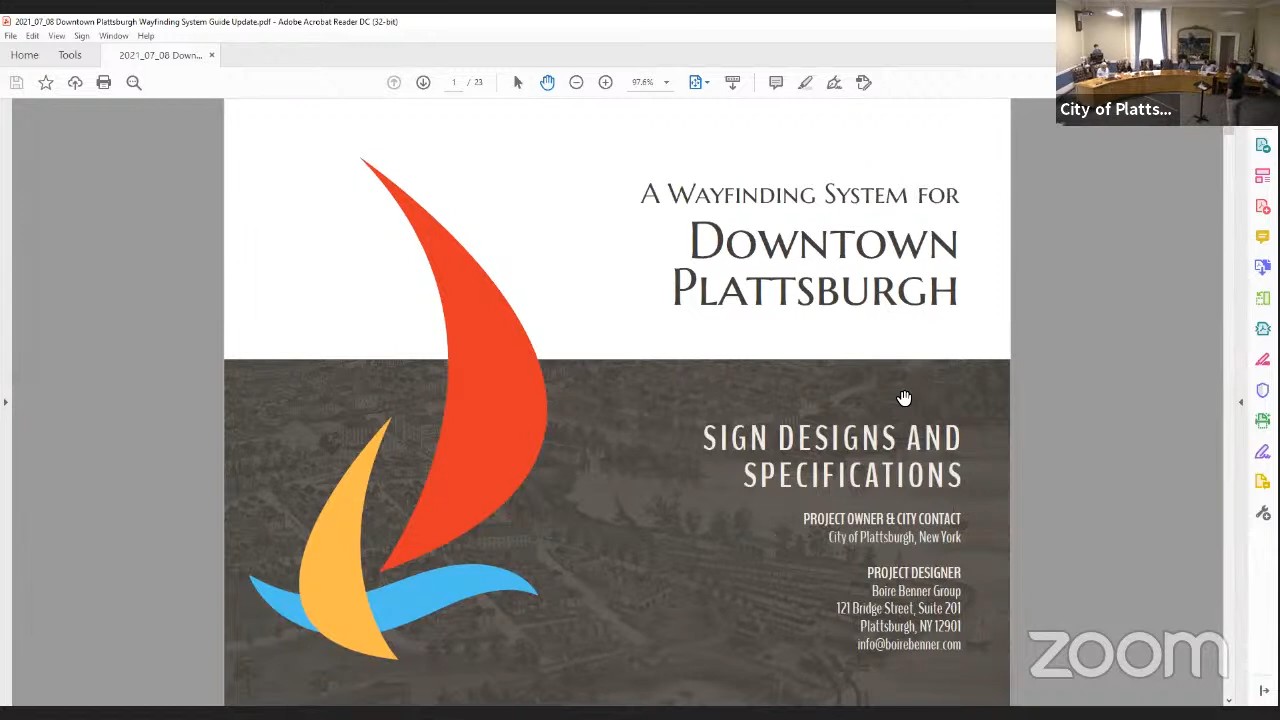 2021_07_08 Downtown Plattsburgh Wayfinding System Guide Update.pdf - Adobe Acrobat Reader DC (32-bit)
File Edit View Sign Window Help
Home Tools 2021_07_08 Down... ×
1 / 23 97.6%
City of Platts...
A Wayfinding System for
Downtown
Plattsburgh
SIGN DESIGNS AND
SPECIFICATIONS
PROJECT OWNER & CITY CONTACT
City of Plattsburgh, New York
PROJECT DESIGNER
Boire Benner Group
121 Bridge Street, Suite 201
Plattsburgh, NY 12901
info@boirebenner.com
zoom